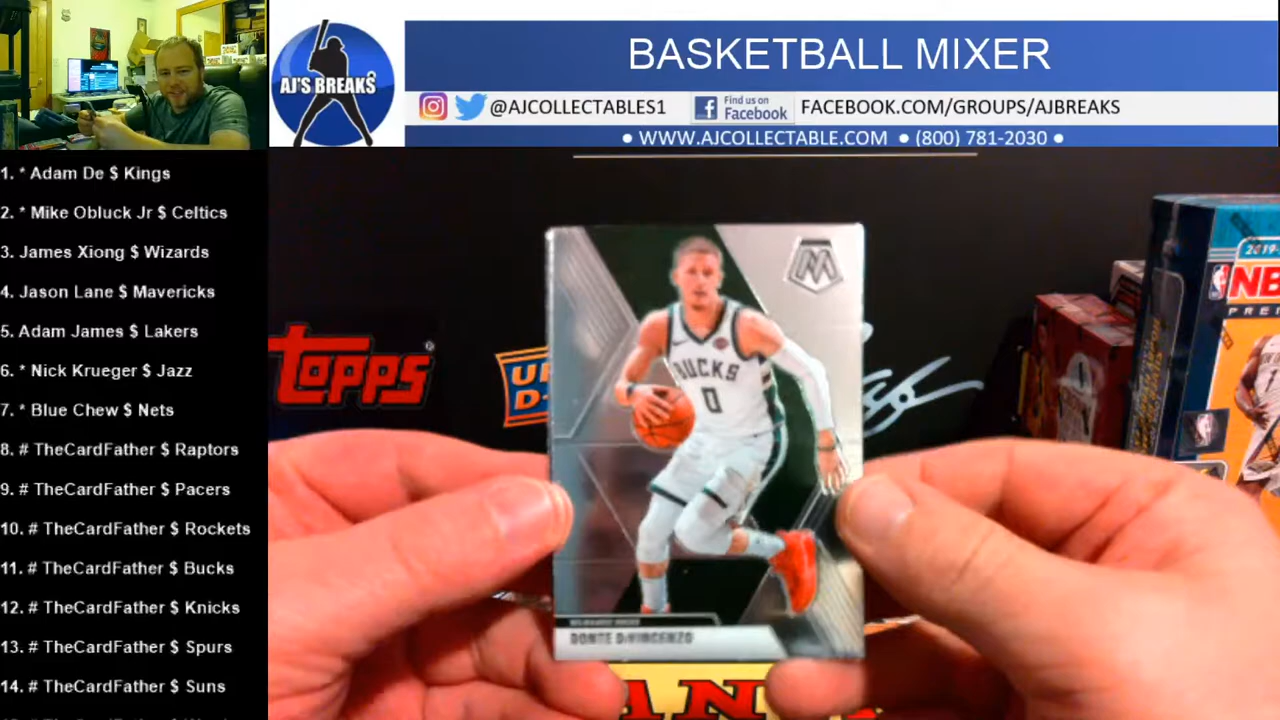 BASKETBALL MIXER
AJ'S BREAKS
@AJCOLLECTABLES1
Find us on
Facebook
FACEBOOK.COM/GROUPS/AJBREAKS
● WWW.AJCOLLECTABLE.COM ● (800) 781-2030 ●
1. * Adam De $ Kings
2. * Mike Obluck Jr $ Celtics
3. James Xiong $ Wizards
4. Jason Lane $ Mavericks
5. Adam James $ Lakers
6. * Nick Krueger $ Jazz
7. * Blue Chew $ Nets
8. # TheCardFather $ Raptors
9. # TheCardFather $ Pacers
10. # TheCardFather $ Rockets
11. # TheCardFather $ Bucks
12. # TheCardFather $ Knicks
13. # TheCardFather $ Spurs
14. # TheCardFather $ Suns
topps
M
BUCKS
0
MILWAUKEE BUCKS
DONTE DiVINCENZO
2019-
NB
PRE